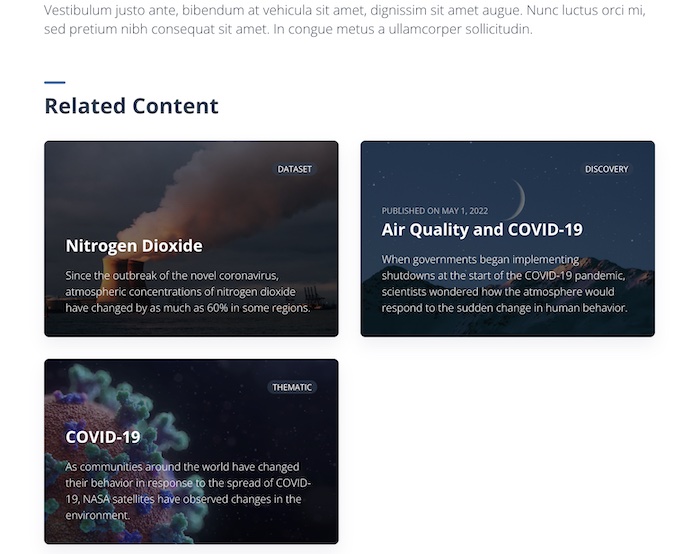 Vestibulum justo ante, bibendum at vehicula sit amet, dignissim sit amet augue. Nunc luctus orci mi,
sed pretium nibh consequat sit amet. In congue metus a ullamcorper sollicitudin.
Related Content
DATASET
Nitrogen Dioxide
Since the outbreak of the novel coronavirus,
atmospheric concentrations of nitrogen dioxide
have changed by as much as 60% in some regions.
DISCOVERY
PUBLISHED ON MAY 1, 2022
Air Quality and COVID-19
When governments began implementing
shutdowns at the start of the COVID-19 pandemic,
scientists wondered how the atmosphere would
respond to the sudden change in human behavior.
THEMATIC
COVID-19
As communities around the world have changed
their behavior in response to the spread of COVID-
19, NASA satellites have observed changes in the
environment.